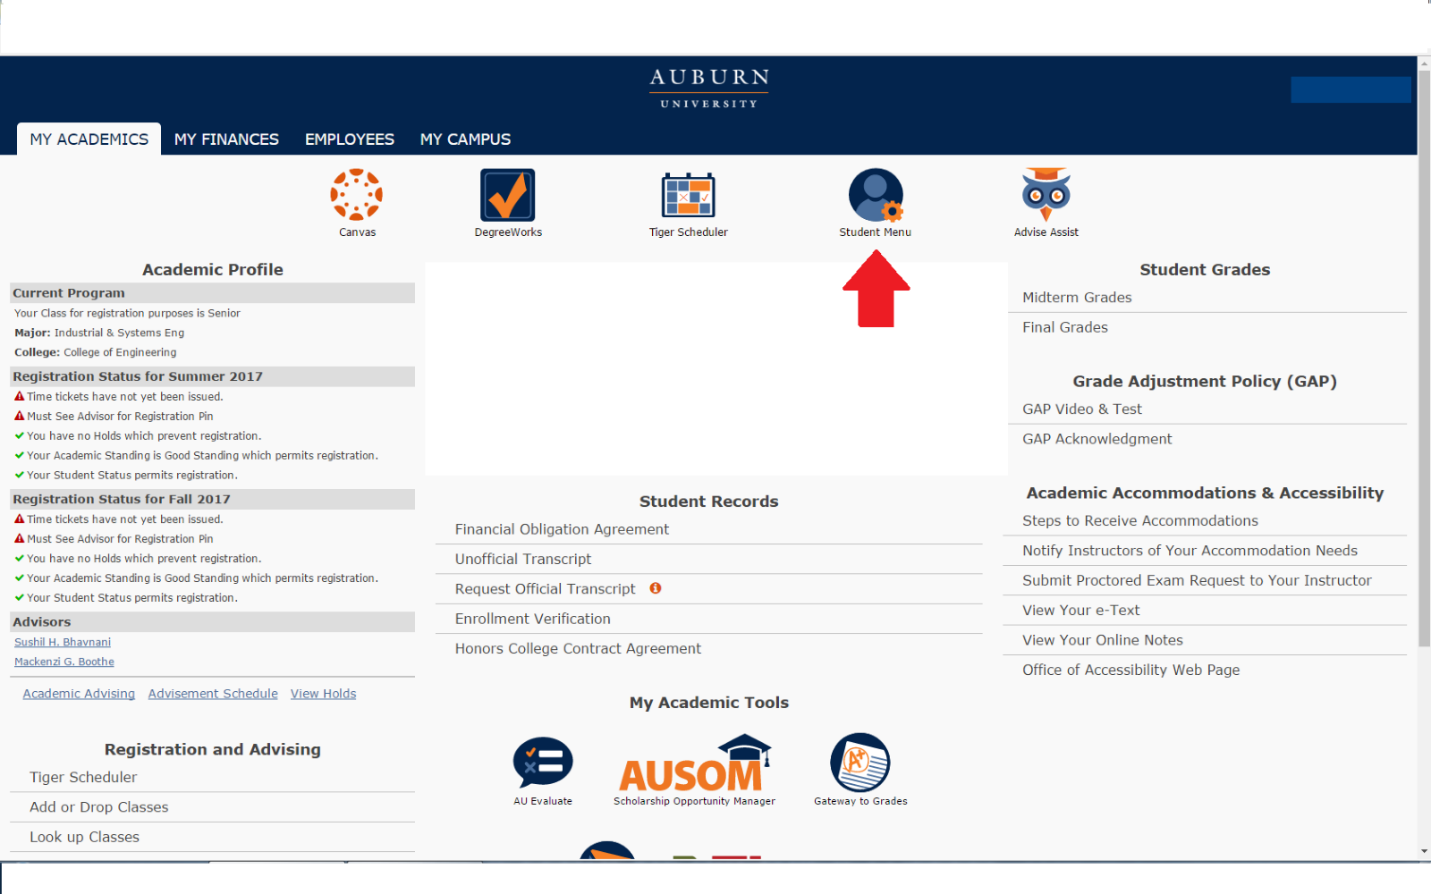 AUBURN
UNIVERSITY
MY ACADEMICS MY FINANCES EMPLOYEES MY CAMPUS
Canvas DegreeWorks Tiger Scheduler Student Menu Advise Assist
Academic Profile
Current Program
Your Class for registration purposes is Senior
Major: Industrial & Systems Eng
College: College of Engineering
Registration Status for Summer 2017
Time tickets have not yet been issued.
Must See Advisor for Registration Pin
You have no Holds which prevent registration.
Your Academic Standing is Good Standing which permits registration.
Your Student Status permits registration.
Registration Status for Fall 2017
Time tickets have not yet been issued.
Must See Advisor for Registration Pin
You have no Holds which prevent registration.
Your Academic Standing is Good Standing which permits registration.
Your Student Status permits registration.
Advisors
Sushil H. Bhavnani
Mackenzi G. Boothe
Academic Advising Advisement Schedule View Holds
Registration and Advising
Tiger Scheduler
Add or Drop Classes
Look up Classes
Student Records
Financial Obligation Agreement
Unofficial Transcript
Request Official Transcript
Enrollment Verification
Honors College Contract Agreement
My Academic Tools
AU Evaluate
AUSOM
Scholarship Opportunity Manager
A+
Gateway to Grades
Student Grades
Midterm Grades
Final Grades
Grade Adjustment Policy (GAP)
GAP Video & Test
GAP Acknowledgment
Academic Accommodations & Accessibility
Steps to Receive Accommodations
Notify Instructors of Your Accommodation Needs
Submit Proctored Exam Request to Your Instructor
View Your e-Text
View Your Online Notes
Office of Accessibility Web Page